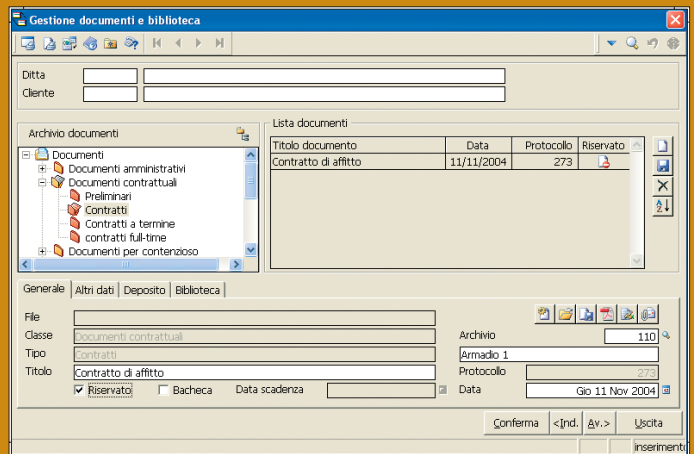 Gestione documenti e biblioteca
Ditta
Cliente
Archivio documenti
Documenti
Documenti amministrativi
Documenti contrattuali
Preliminari
Contratti
Contratti a termine
contratti full-time
Documenti per contenzioso
Lista documenti
Titolo documento Data Protocollo Riservato
Contratto di affitto 11/11/2004 273
Generale Altri dati Deposito Biblioteca
File
Classe Documenti contrattuali Archivio 110
Tipo Contratti Armadio 1
Titolo Contratto di affitto Protocollo 273
Riservato Bacheca Data scadenza Data Gio 11 Nov 2004
Conferma <Ind. Av.> Uscita
inserimento